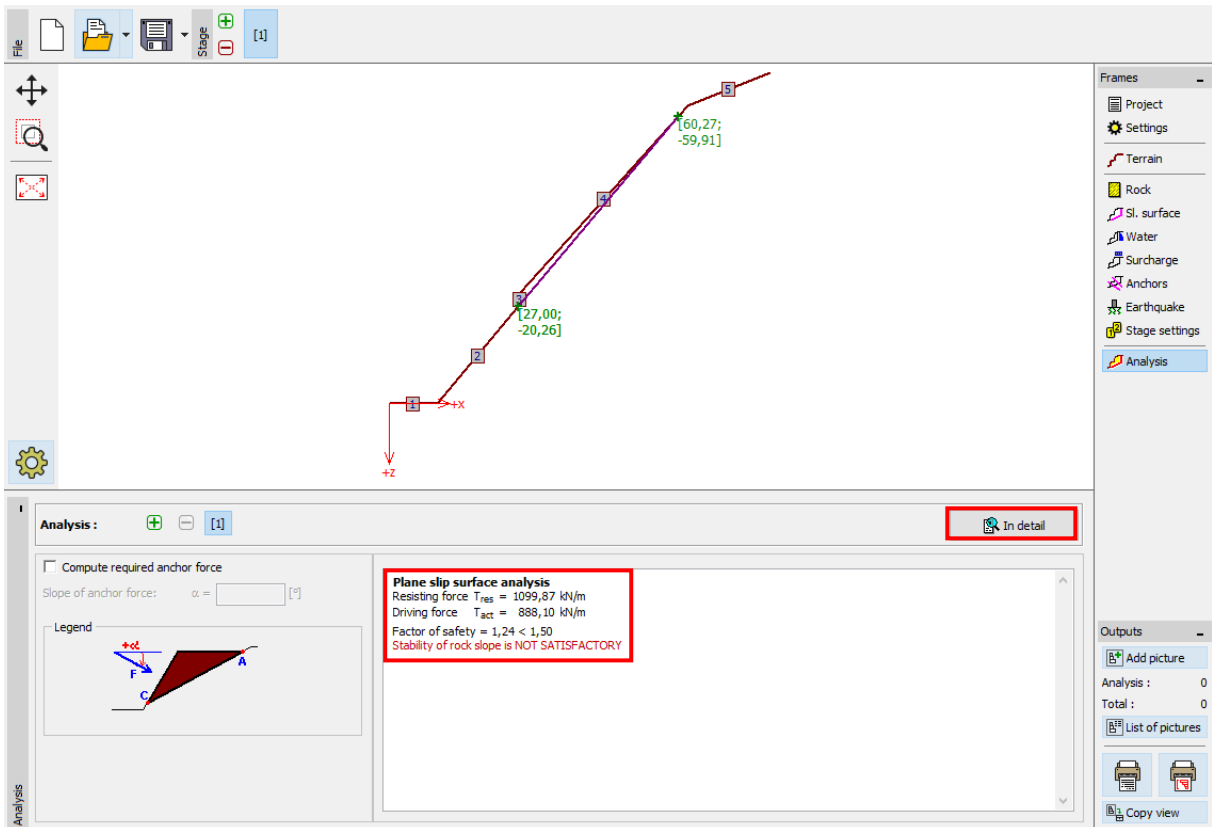 File
Stage
[1]
5
[60,27;
-59,91]
4
3
[27,00;
-20,26]
2
1
+x
+z
Frames
Project
Settings
Terrain
Rock
Sl. surface
Water
Surcharge
Anchors
Earthquake
Stage settings
Analysis
Analysis :
[1]
In detail
Compute required anchor force
Slope of anchor force: α =
[°]
Legend
+α
F
A
C
Plane slip surface analysis
Resisting force Tres = 1099,87 kN/m
Driving force Tact = 888,10 kN/m
Factor of safety = 1,24 < 1,50
Stability of rock slope is NOT SATISFACTORY
Analysis
Outputs
Add picture
Analysis : 0
Total : 0
List of pictures
Copy view